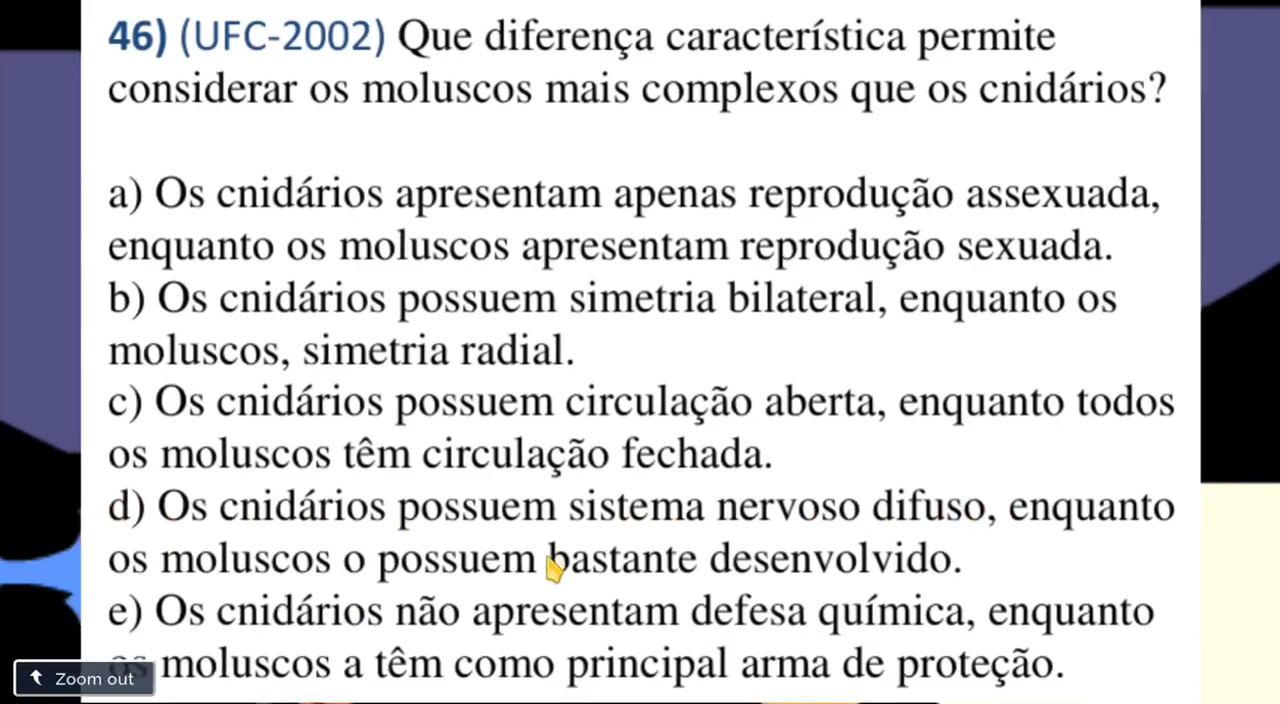 46) (UFC-2002) Que diferença característica permite
considerar os moluscos mais complexos que os cnidários?
a) Os cnidários apresentam apenas reprodução assexuada,
enquanto os moluscos apresentam reprodução sexuada.
b) Os cnidários possuem simetria bilateral, enquanto os
moluscos, simetria radial.
c) Os cnidários possuem circulação aberta, enquanto todos
os moluscos têm circulação fechada.
d) Os cnidários possuem sistema nervoso difuso, enquanto
os moluscos o possuem bastante desenvolvido.
e) Os cnidários não apresentam defesa química, enquanto
os moluscos a têm como principal arma de proteção.
Zoom out